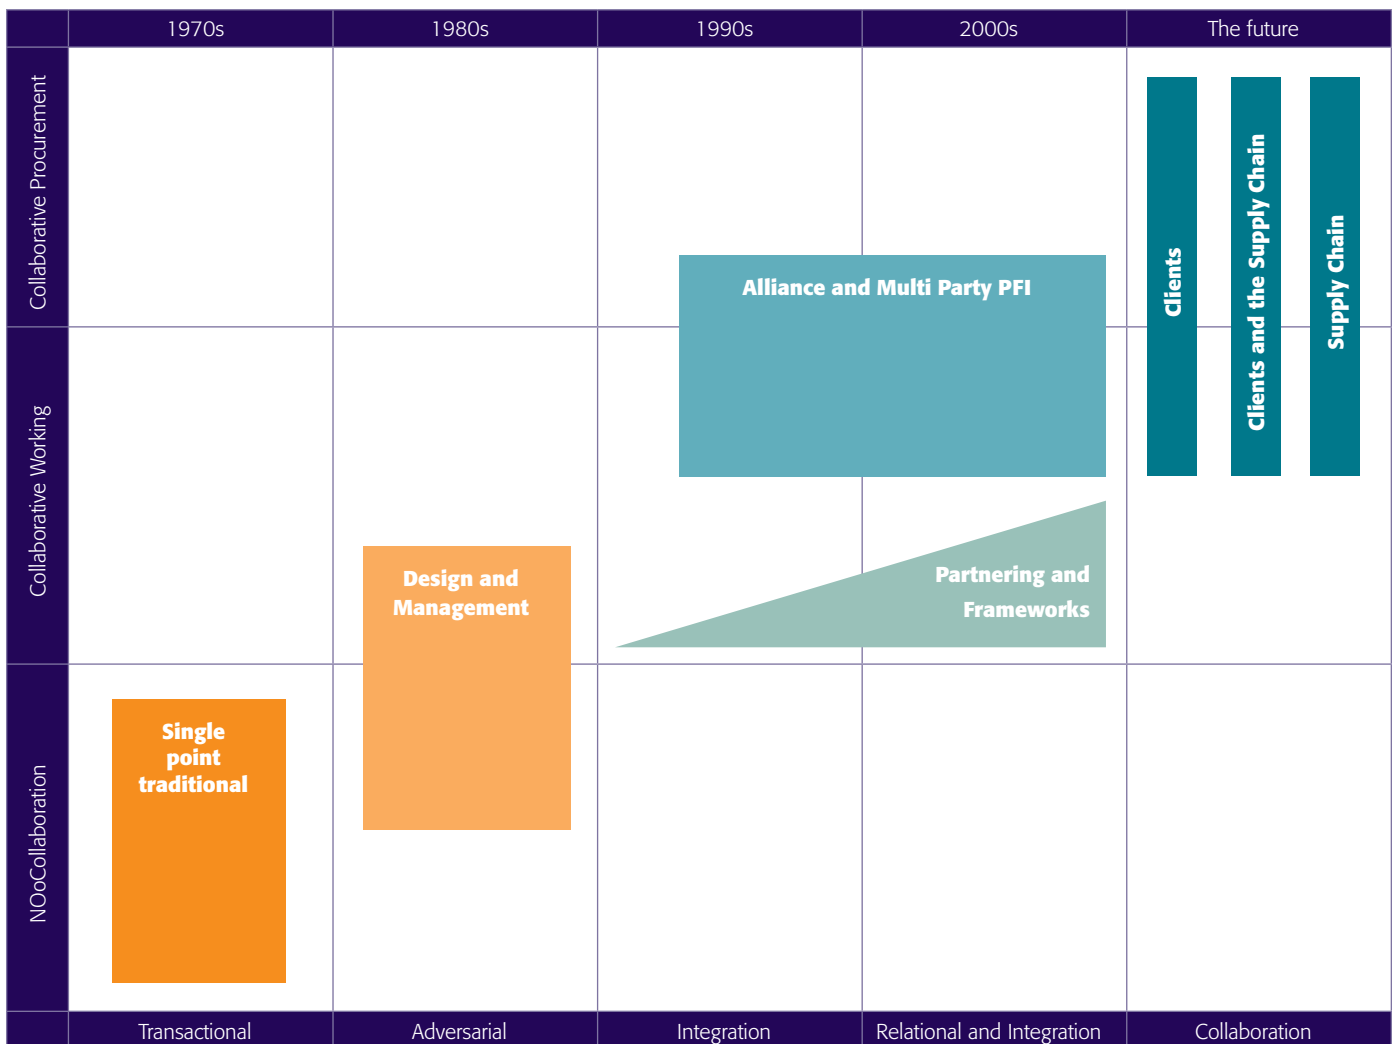 1970s
1980s
1990s
2000s
The future
Collaborative Procurement
Clients
Clients and the Supply Chain
Supply Chain
Alliance and Multi Party PFI
Collaborative Working
Design and
Management
Partnering and
Frameworks
NOoCollaboration
Single
point
traditional
Transactional
Adversarial
Integration
Relational and Integration
Collaboration